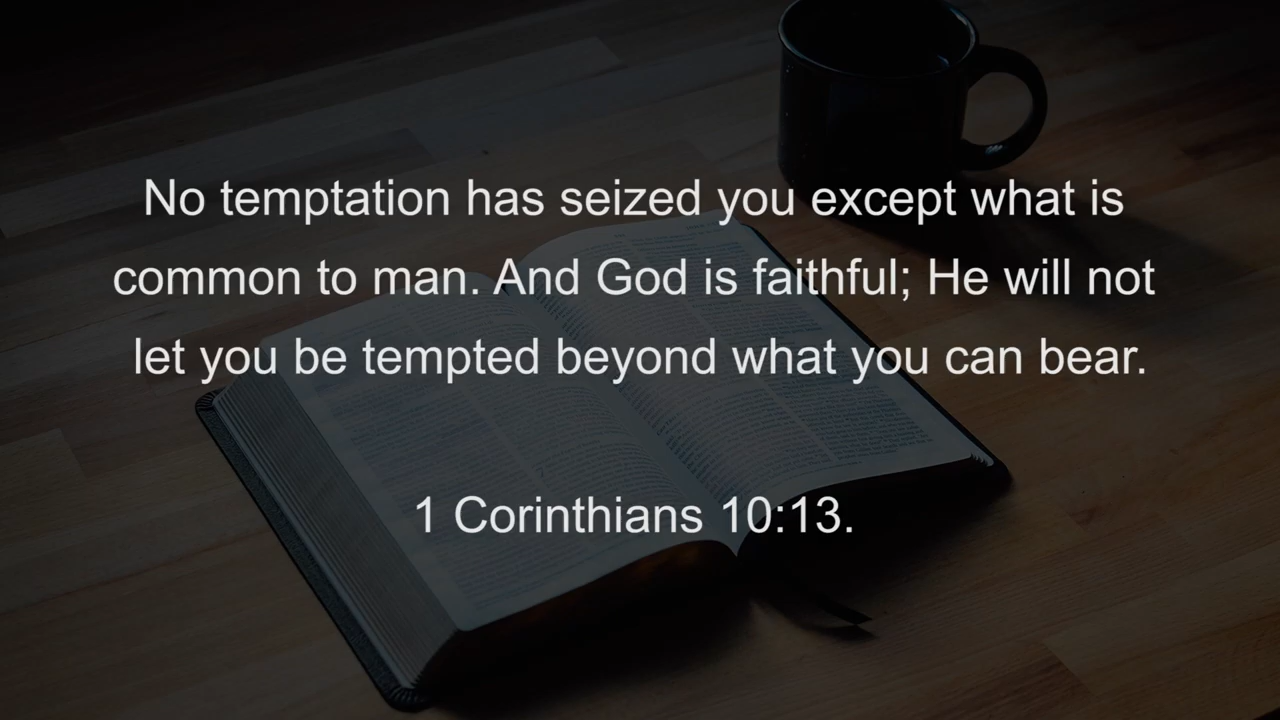 No temptation has seized you except what is
common to man. And God is faithful; He will not
let you be tempted beyond what you can bear.
1 Corinthians 10:13.